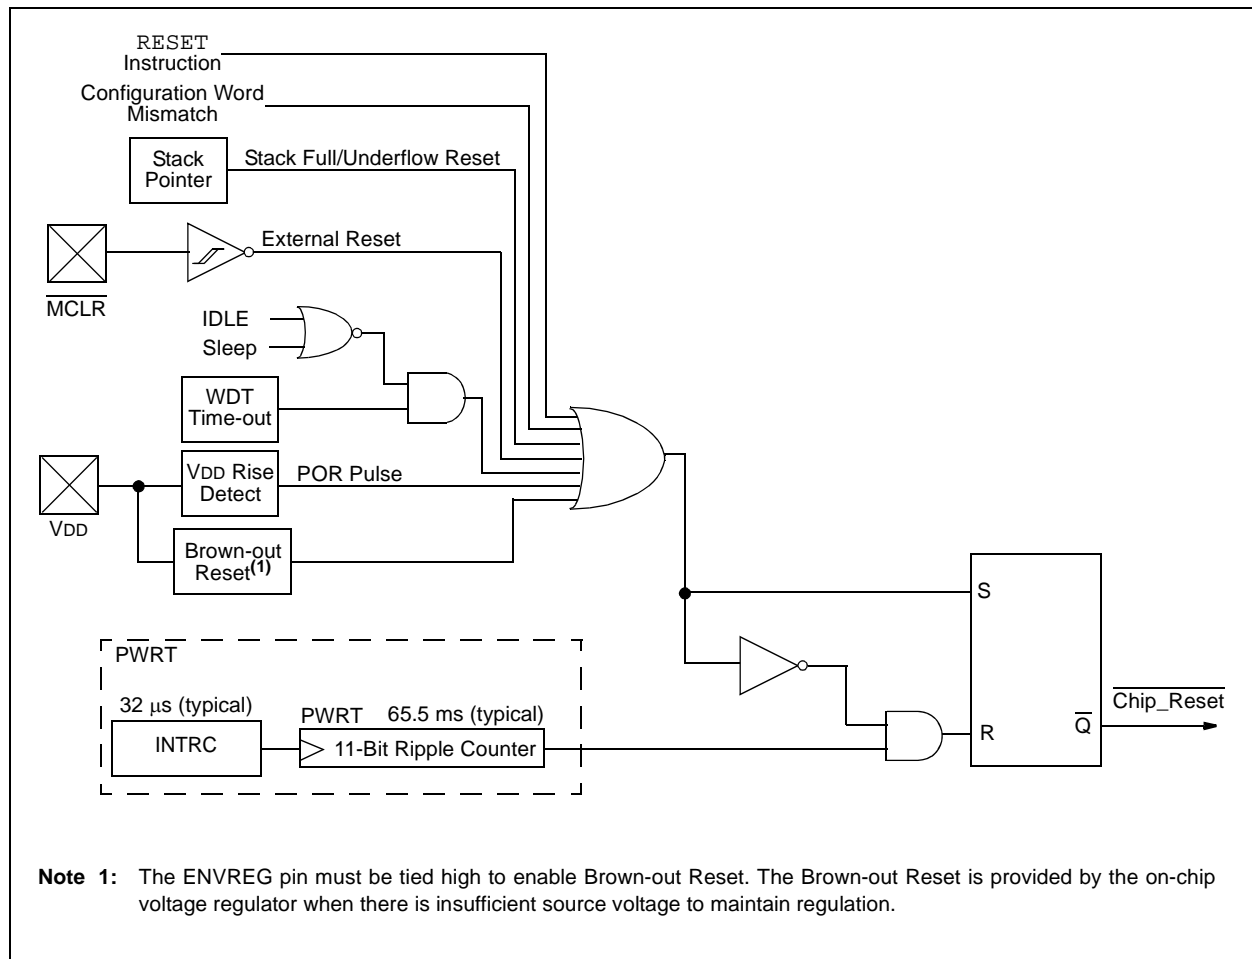 RESET
Instruction
Configuration Word
Mismatch
Stack
Pointer
Stack Full/Underflow Reset
External Reset
MCLR
IDLE
Sleep
WDT
Time-out
VDD Rise
Detect
POR Pulse
VDD
Brown-out
Reset(1)
S
PWRT
32 μs (typical)
PWRT
65.5 ms (typical)
INTRC
11-Bit Ripple Counter
R
Q
Chip_Reset
Note 1: The ENVREG pin must be tied high to enable Brown-out Reset. The Brown-out Reset is provided by the on-chip
voltage regulator when there is insufficient source voltage to maintain regulation.